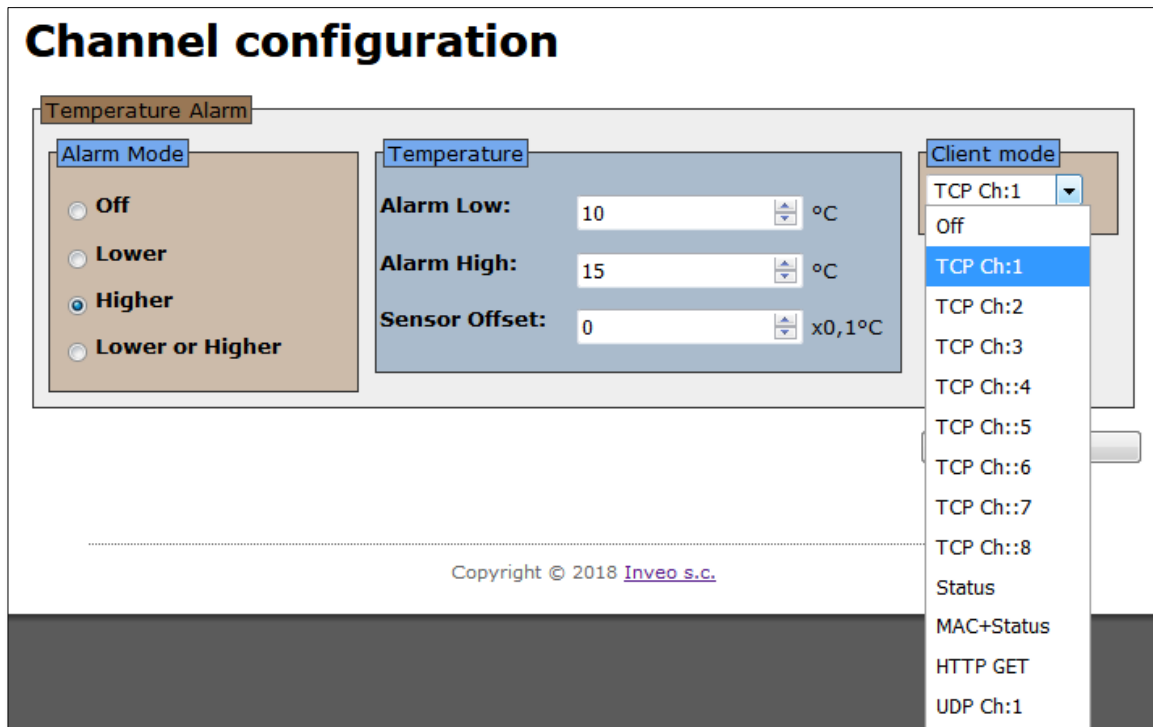 Channel configuration
Temperature Alarm
Alarm Mode
Off
Lower
Higher
Lower or Higher
Temperature
Alarm Low: 10 °C
Alarm High: 15 °C
Sensor Offset: 0 x0,1°C
Client mode
TCP Ch:1
Off
TCP Ch:1
TCP Ch:2
TCP Ch:3
TCP Ch::4
TCP Ch::5
TCP Ch::6
TCP Ch::7
TCP Ch::8
Status
MAC+Status
HTTP GET
UDP Ch:1
Copyright © 2018 Inveo s.c.